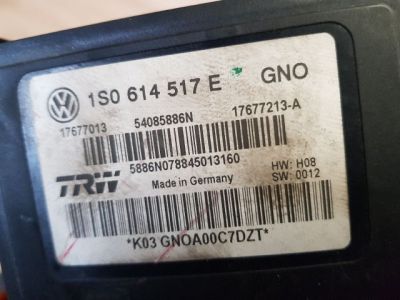 1S0 614 517 E GNO
17677013 54085886N 17677213-A
5886N078845013160
TRW Made in Germany HW: H08
SW: 0012
*K03 GNOA00C7DZT*